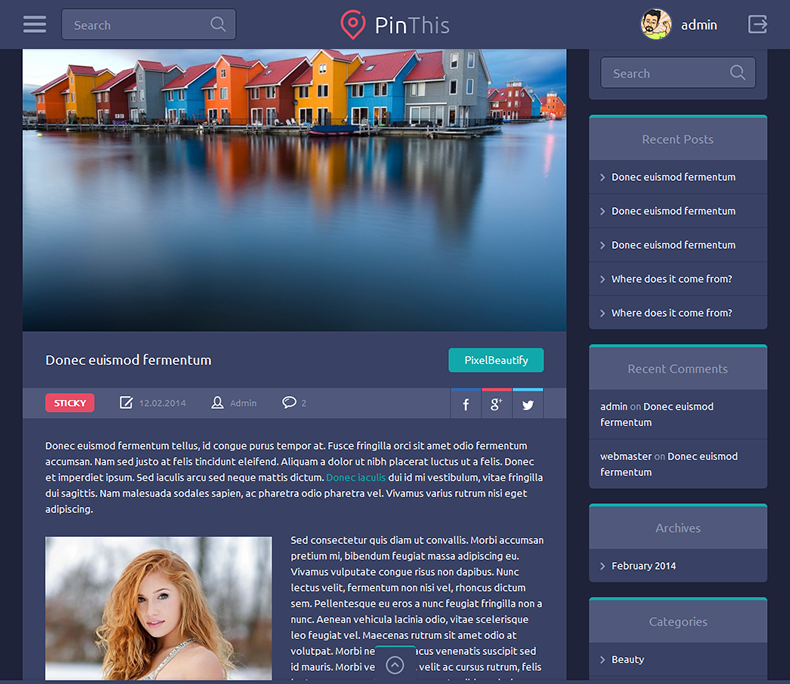 Search
PinThis
admin
Donec euismod fermentum
PixelBeautify
STICKY
12.02.2014
Admin
2
Donec euismod fermentum tellus, id congue purus tempor at. Fusce fringilla orci sit amet odio fermentum
accumsan. Nam sed justo at felis tincidunt eleifend. Aliquam a dolor ut nibh placerat luctus ut a felis. Donec
et imperdiet ipsum. Sed iaculis arcu sed neque mattis dictum. Donec iaculis dui id mi vestibulum, vitae fringilla
dui sagittis. Nam malesuada sodales sapien, ac pharetra odio pharetra vel. Vivamus varius rutrum nisi eget
adipiscing.
Sed consectetur quis diam ut convallis. Morbi accumsan
pretium mi, bibendum feugiat massa adipiscing eu.
Vivamus vulputate congue risus non dapibus. Nunc
lectus velit, fermentum non nisi vel, rhoncus dictum
sem. Pellentesque eu eros a nunc feugiat fringilla non a
nunc. Aenean vehicula lacinia odio, vitae scelerisque
leo feugiat vel. Maecenas rutrum sit amet odio at
volutpat. Morbi ne acus venenatis suscipit sed
id mauris. Morbi ve velit ac cursus rutrum, felis
Search
Recent Posts
Donec euismod fermentum
Donec euismod fermentum
Donec euismod fermentum
Where does it come from?
Where does it come from?
Recent Comments
admin on Donec euismod
fermentum
webmaster on Donec euismod
fermentum
Archives
February 2014
Categories
Beauty